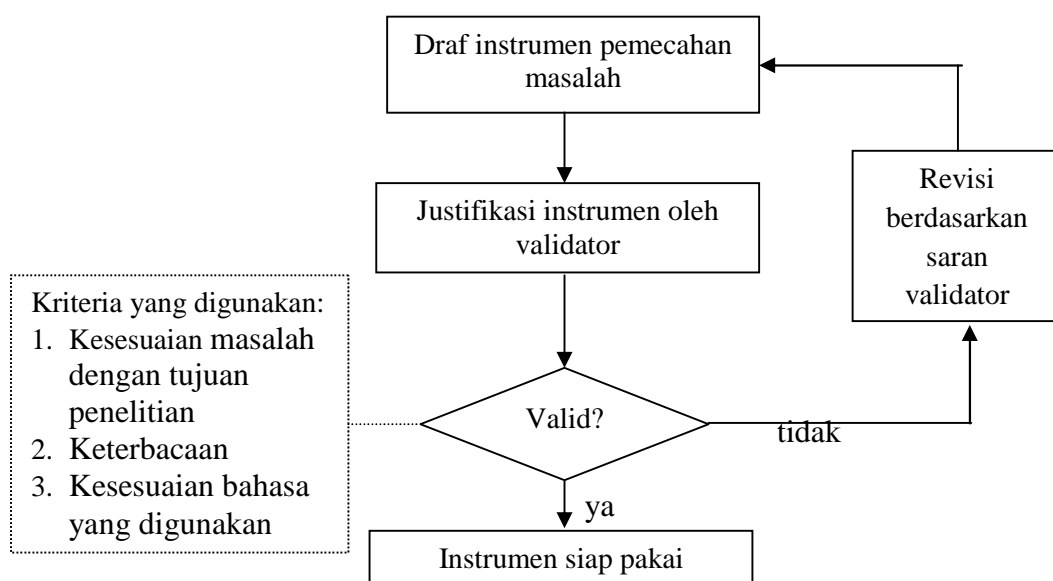 Draf instrumen pemecahan
masalah
Justifikasi instrumen oleh
validator
Revisi
berdasarkan
saran
validator
Kriteria yang digunakan:
1. Kesesuaian masalah
dengan tujuan
penelitian
2. Keterbacaan
3. Kesesuaian bahasa
yang digunakan
Valid?
tidak
ya
Instrumen siap pakai